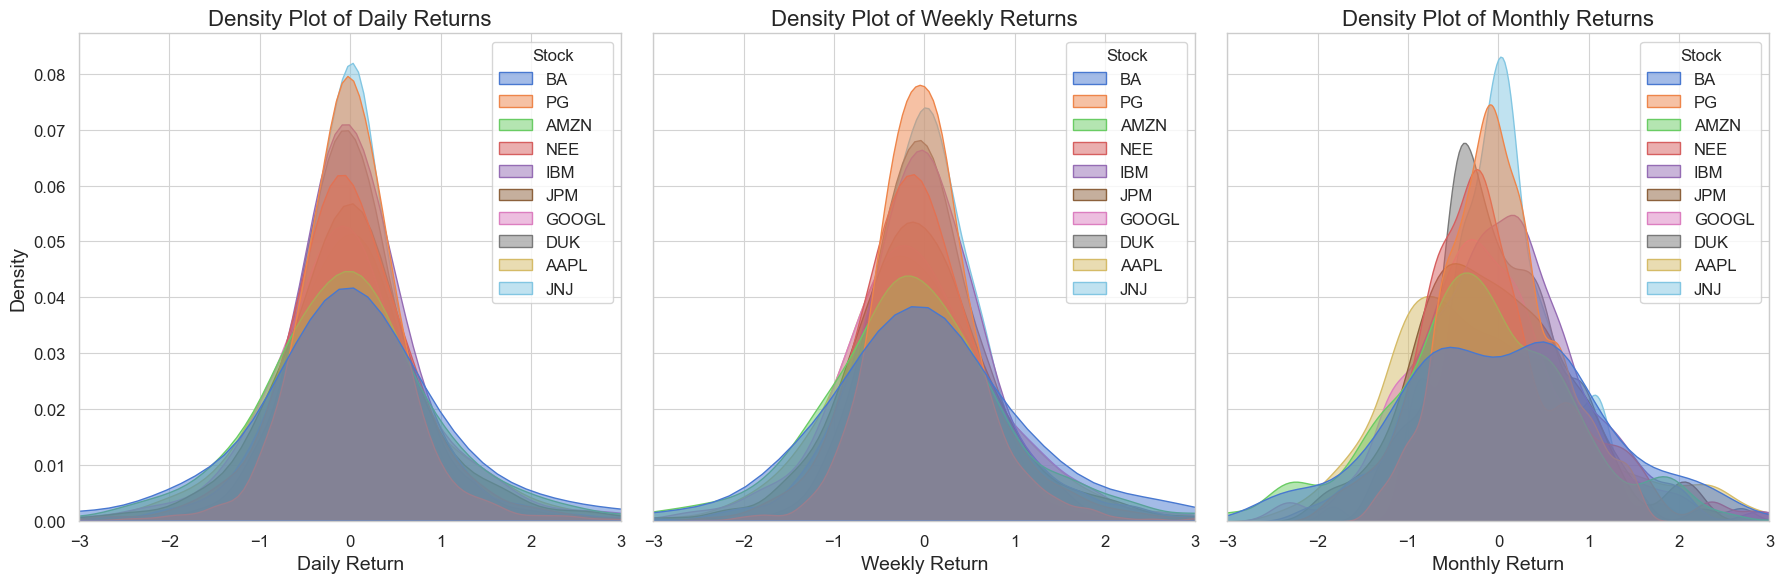 Density Plot of Daily Returns
Density Plot of Weekly Returns
Density Plot of Monthly Returns
Density
0.08
0.07
0.06
0.05
0.04
0.03
0.02
0.01
0.00
Stock
BA
PG
AMZN
NEE
IBM
JPM
GOOGL
DUK
AAPL
JNJ
Stock
BA
PG
AMZN
NEE
IBM
JPM
GOOGL
DUK
AAPL
JNJ
Stock
BA
PG
AMZN
NEE
IBM
JPM
GOOGL
DUK
AAPL
JNJ
−3 −2 −1 0 1 2 3
−3 −2 −1 0 1 2 3
−3 −2 −1 0 1 2 3
Daily Return
Weekly Return
Monthly Return